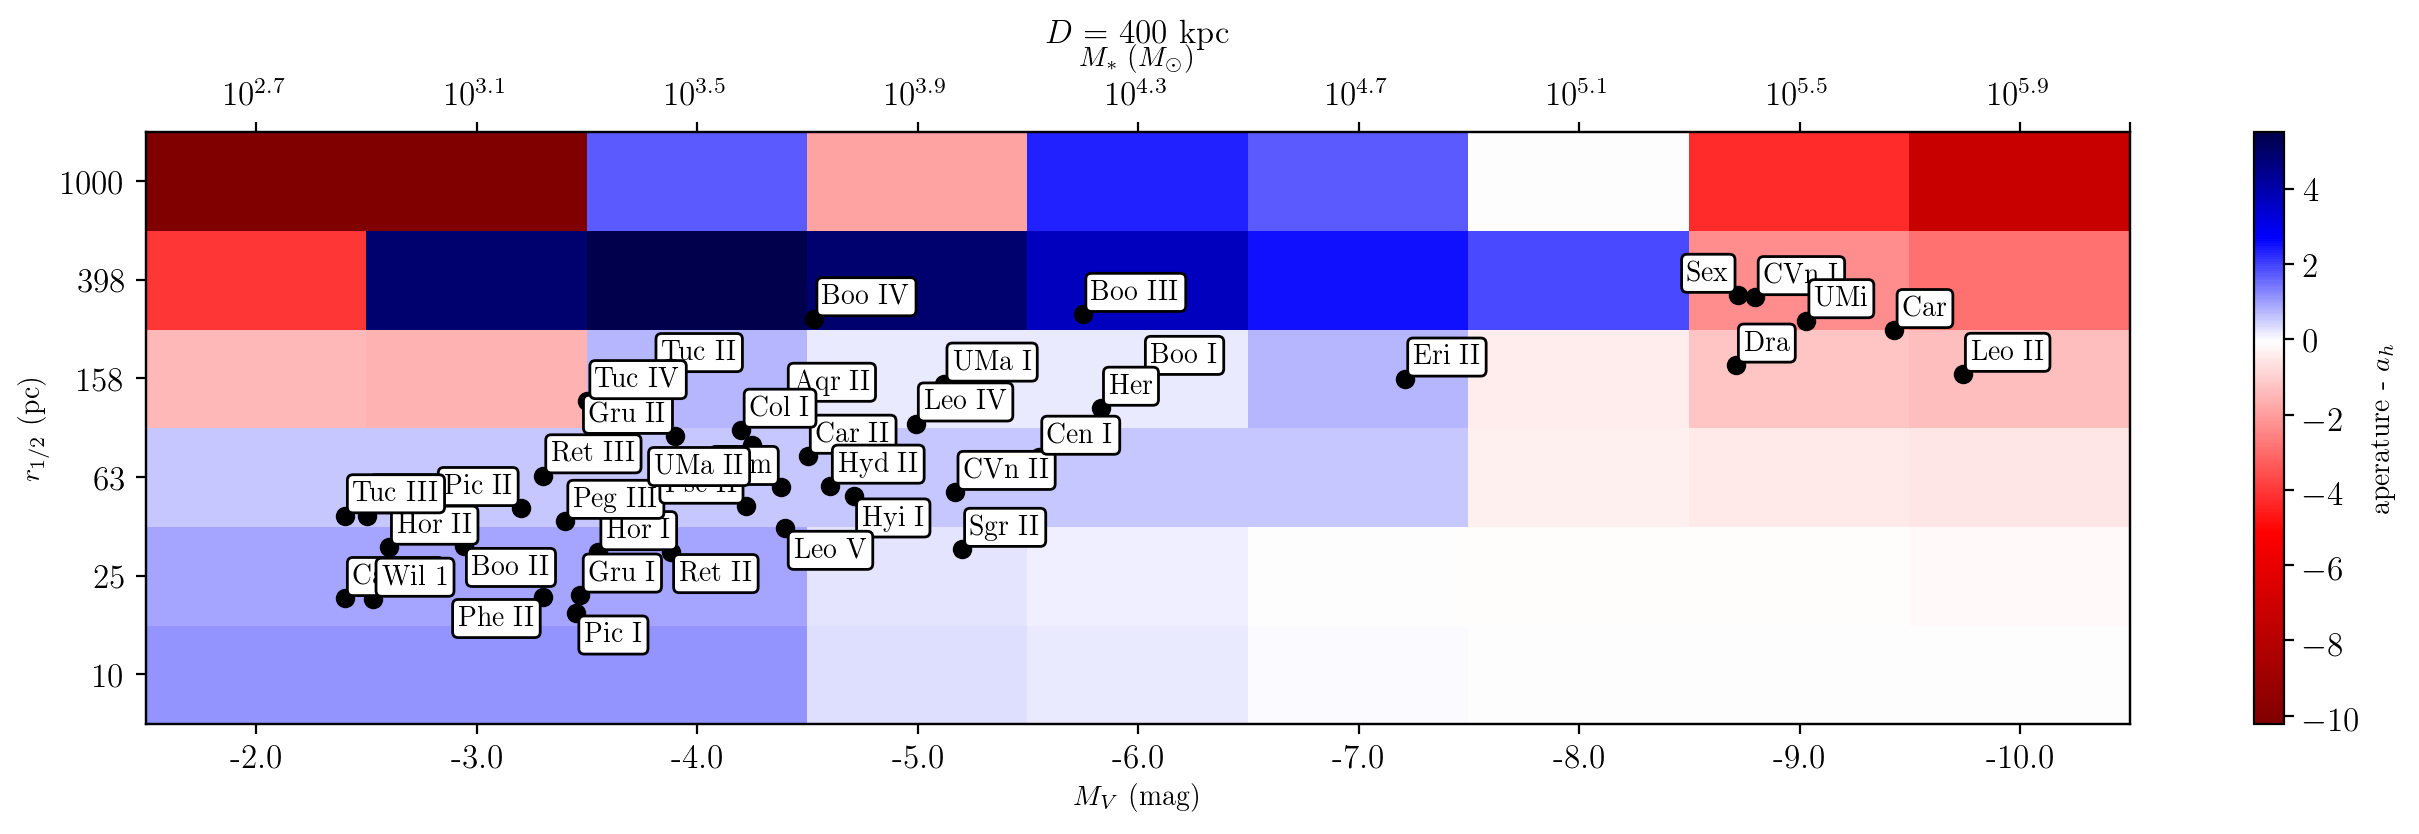 D = 400 kpc
M* (M⊙)
10^2.7 10^3.1 10^3.5 10^3.9 10^4.3 10^4.7 10^5.1 10^5.5 10^5.9
1000
398
158
63
25
10
r1/2 (pc)
Sex
CVn I
UMi
Car
Dra
Leo II
Boo IV
Boo III
Tuc II
Tuc IV
Gru II
Aqr II
Col I
UMa I
Leo IV
Boo I
Her
Eri II
Car II
Cen I
Ret III
UMa II
Hyd II
CVn II
Tuc III
Pic II
Peg III
Hor II
Hor I
Hyi I
Sgr II
Leo V
Boo II
Wil 1
Gru I
Ret II
Phe II
Pic I
-2.0 -3.0 -4.0 -5.0 -6.0 -7.0 -8.0 -9.0 -10.0
MV (mag)
4
2
0
−2
−4
−6
−8
−10
aperature - ah